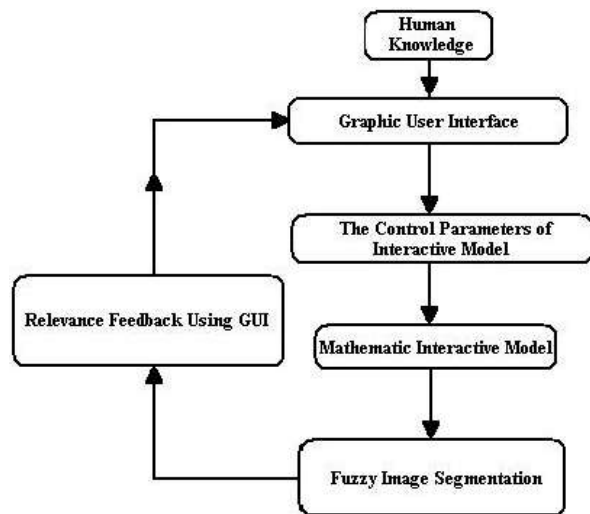 Human
Knowledge
Graphic User Interface
The Control Parameters of
Interactive Model
Relevance Feedback Using GUI
Mathematic Interactive Model
Fuzzy Image Segmentation